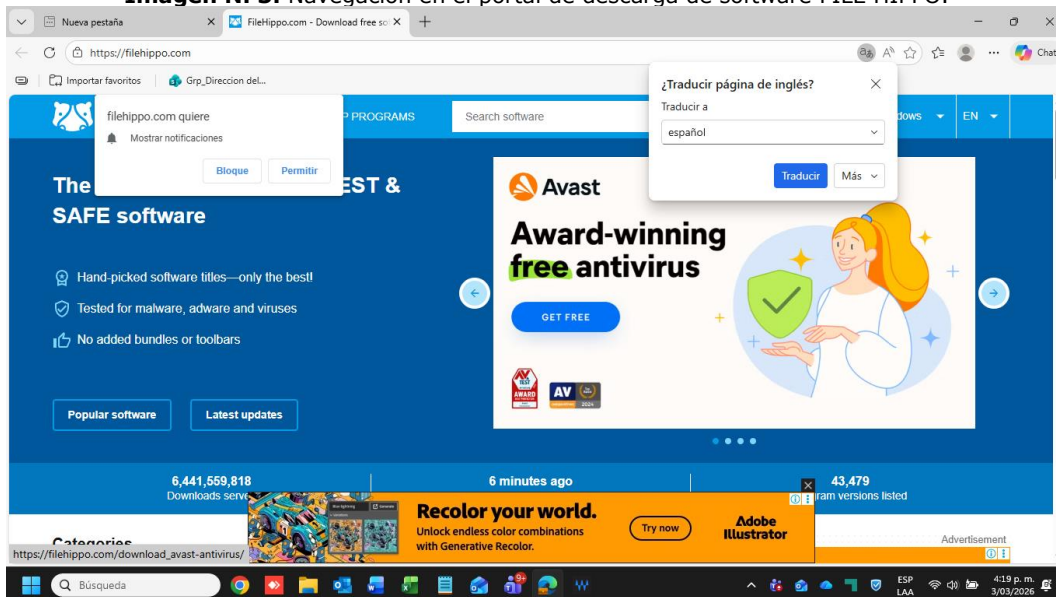 Imagen N. 5. Navegación en el portal de descarga de software FILE HIPPO.
Nueva pestaña
FileHippo.com - Download free so
https://filehippo.com
Chat
Importar favoritos
Grp_Direccion del...
filehippo.com quiere
Mostrar notificaciones
Bloque
Permitir
PROGRAMS
Search software
¿Traducir página de inglés?
Traducir a
español
Traducir
Más
EN
The
EST &
SAFE software
Hand-picked software titles—only the best!
Tested for malware, adware and viruses
No added bundles or toolbars
Popular software
Latest updates
Avast
Award-winning
free antivirus
GET FREE
AV TEST
AWARD
AV
2024
6,441,559,818
Downloads serve
6 minutes ago
43,479
ram versions listed
Recolor your world.
Unlock endless color combinations
with Generative Recolor.
Try now
Adobe
Illustrator
Categories
Advertisement
https://filehippo.com/download_avast-antivirus/
Búsqueda
9+
ESP
LAA
4:19 p. m.
3/03/2026